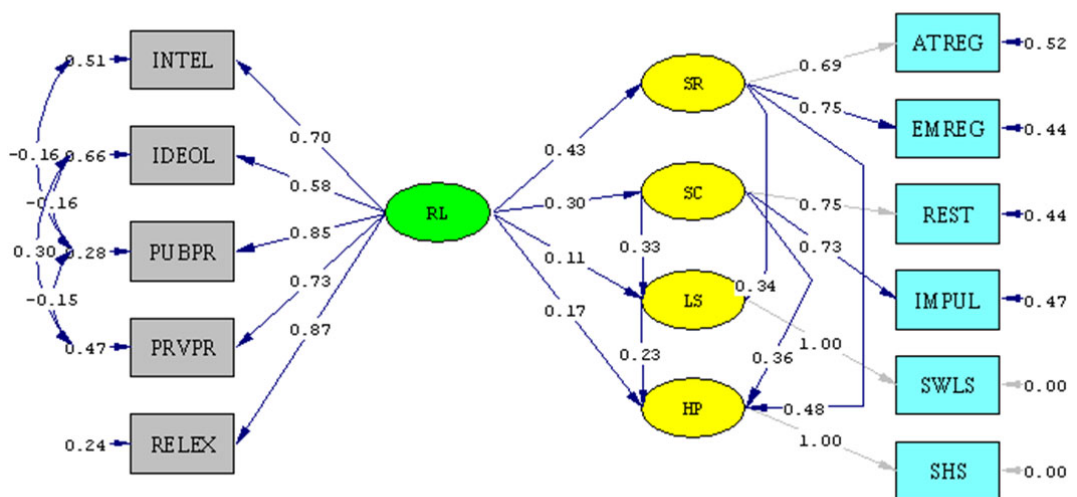 0.51
INTEL
-0.16
0.66
IDEOL
-0.16
0.30
0.28
PUBPR
-0.15
0.47
PRVPR
0.24
RELEX
0.70
0.58
0.85
0.73
0.87
RL
0.43
0.30
0.11
0.17
SR
SC
0.33
LS
0.34
0.23
HP
0.69
0.75
0.75
0.73
0.36
1.00
0.48
1.00
ATREG
0.52
EMREG
0.44
REST
0.44
IMPUL
0.47
SWLS
0.00
SHS
0.00